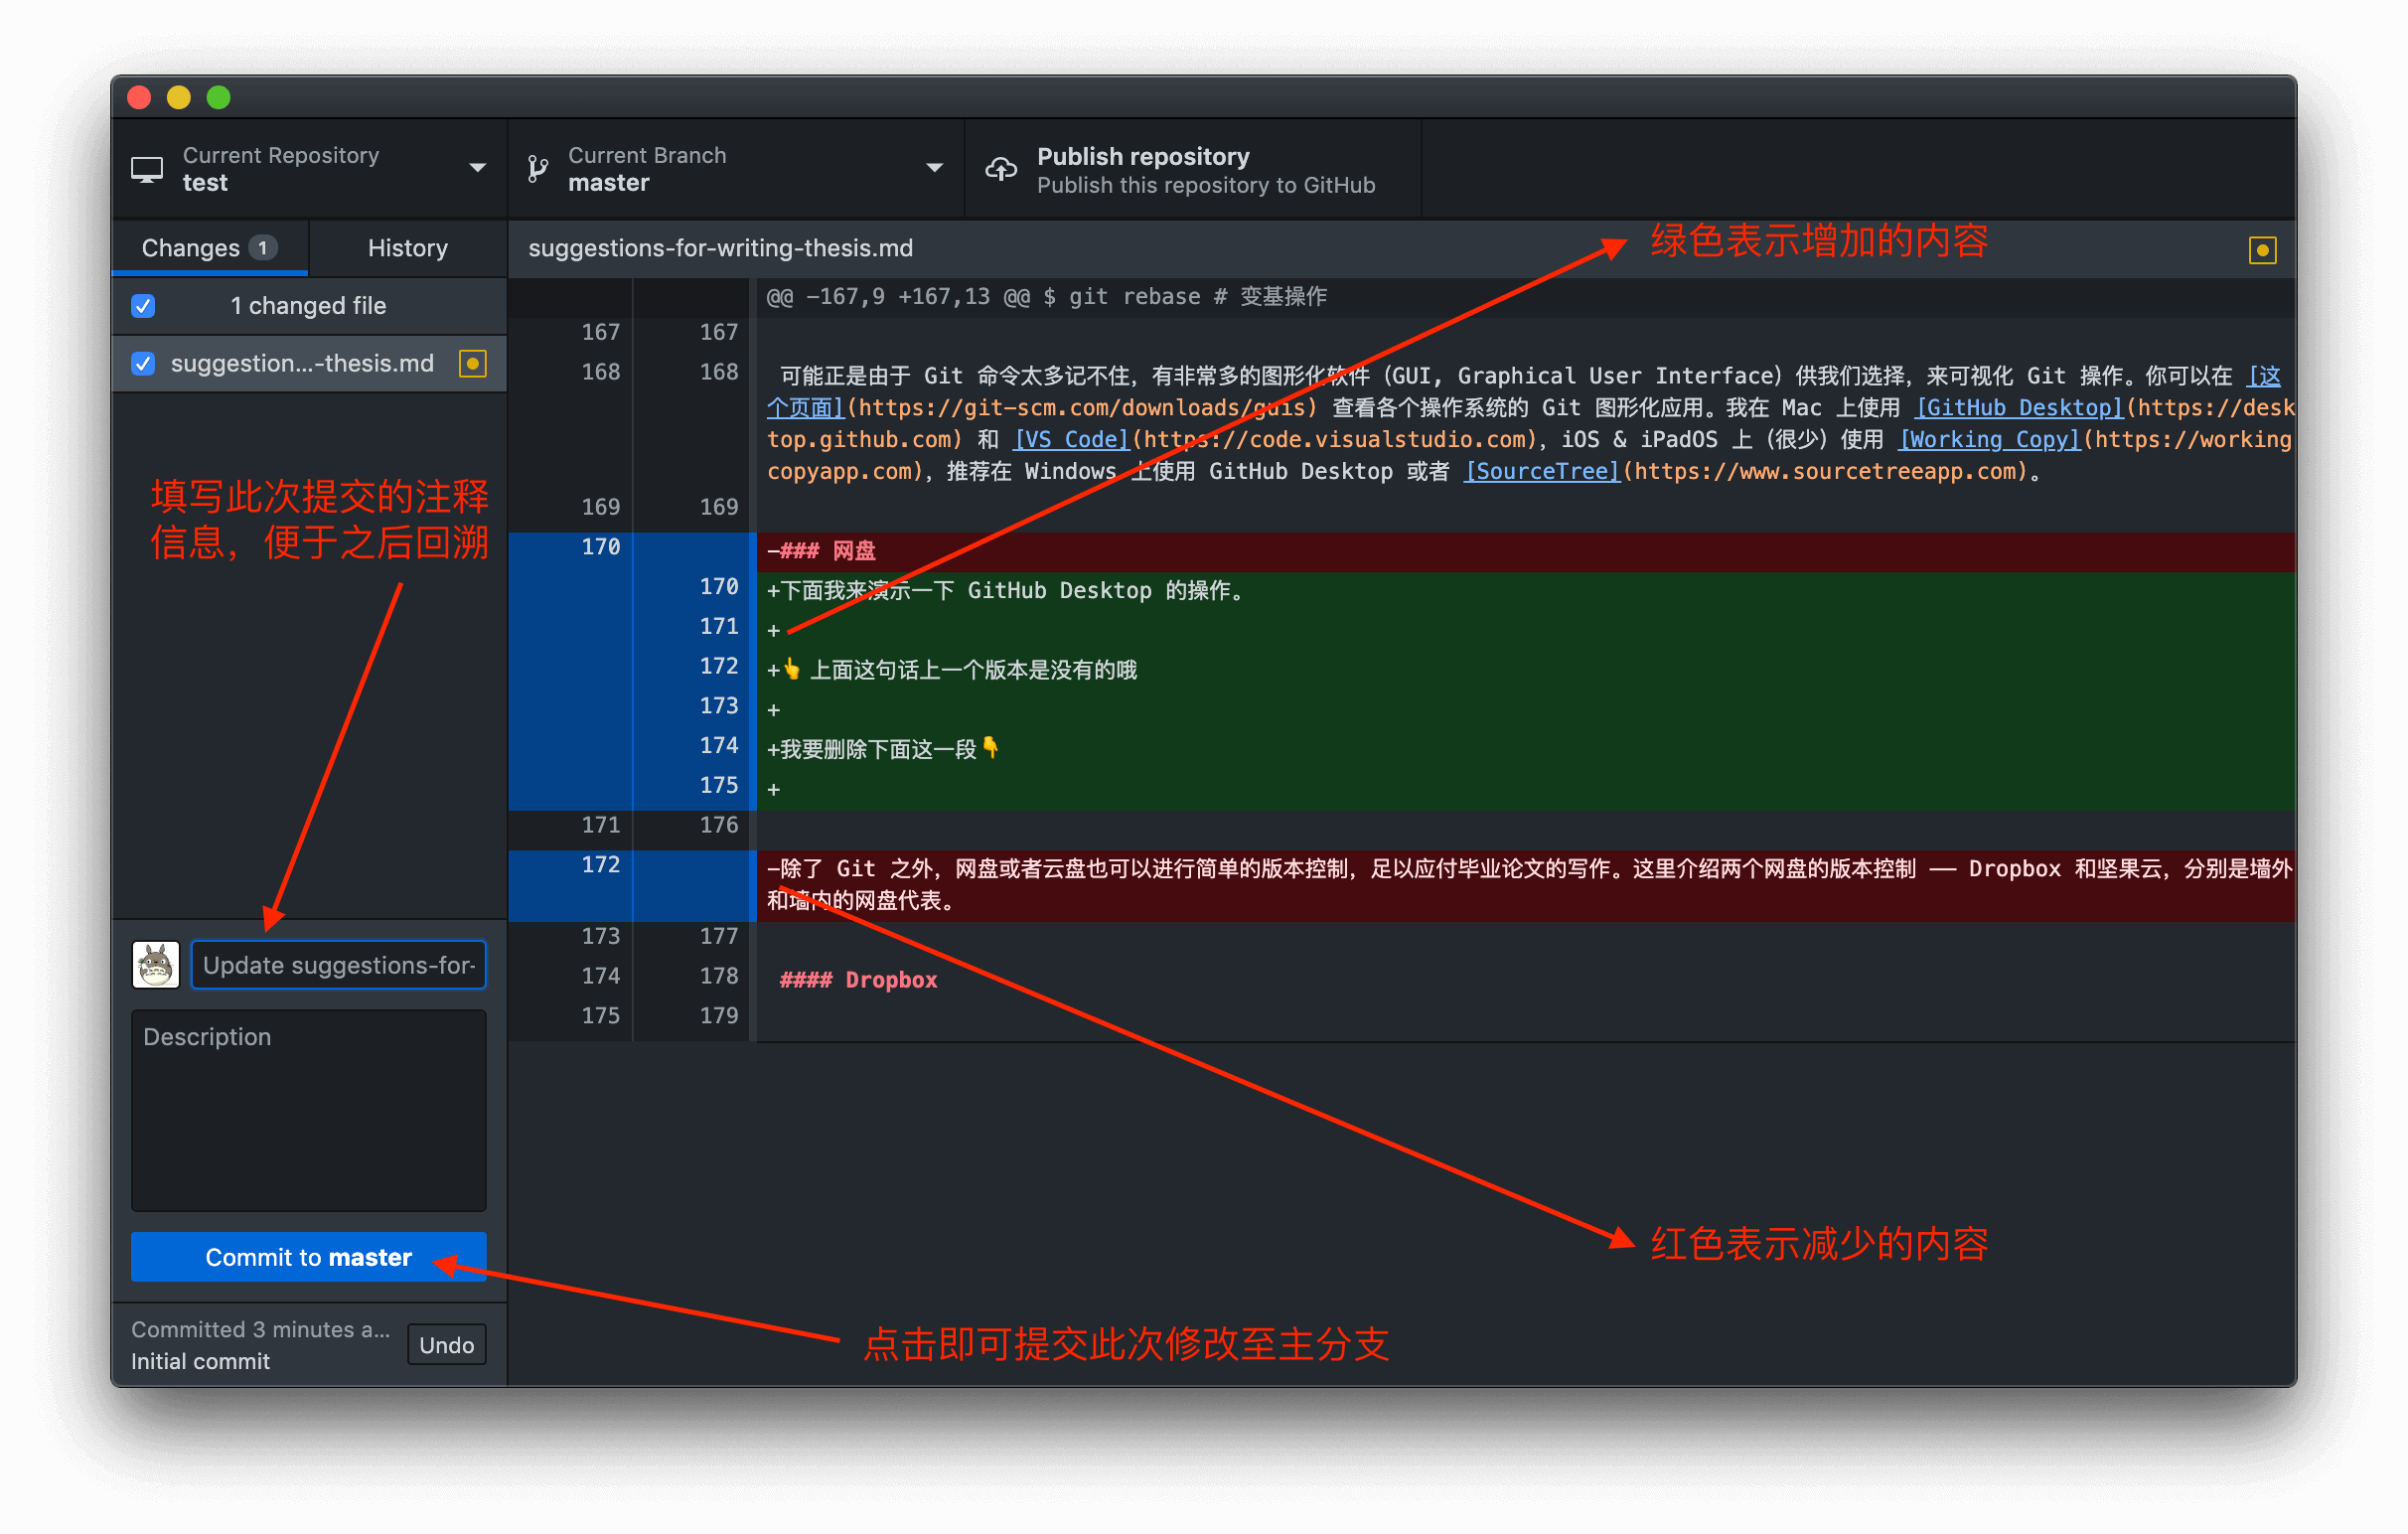 Current Repository
test
Current Branch
master
Publish repository
Publish this repository to GitHub
Changes 1
History
suggestions-for-writing-thesis.md
绿色表示增加的内容
1 changed file
suggestion...-thesis.md
@@ -167,9 +167,13 @@ $ git rebase # 变基操作
167 167
168 168 可能正是由于 Git 命令太多记不住，有非常多的图形化软件（GUI, Graphical User Interface）供我们选择，来可视化 Git 操作。你可以在 [这
个页面](https://git-scm.com/downloads/guis) 查看各个操作系统的 Git 图形化应用。我在 Mac 上使用 [GitHub Desktop](https://desk
top.github.com) 和 [VS Code](https://code.visualstudio.com)，iOS & iPadOS 上（很少）使用 [Working Copy](https://working
copyapp.com)，推荐在 Windows 上使用 GitHub Desktop 或者 [SourceTree](https://www.sourcetreeapp.com)。
169 169
170 -### 网盘
170 +下面我来演示一下 GitHub Desktop 的操作。
171 +
172 +👆 上面这句话上一个版本是没有的哦
173 +
174 +我要删除下面这一段👇
175 +
171 176
172 -除了 Git 之外，网盘或者云盘也可以进行简单的版本控制，足以应付毕业论文的写作。这里介绍两个网盘的版本控制 —— Dropbox 和坚果云，分别是墙外
和墙内的网盘代表。
173 177
174 178 #### Dropbox
175 179
填写此次提交的注释
信息，便于之后回溯
Update suggestions-for-
Description
Commit to master
红色表示减少的内容
点击即可提交此次修改至主分支
Committed 3 minutes a...
Initial commit
Undo